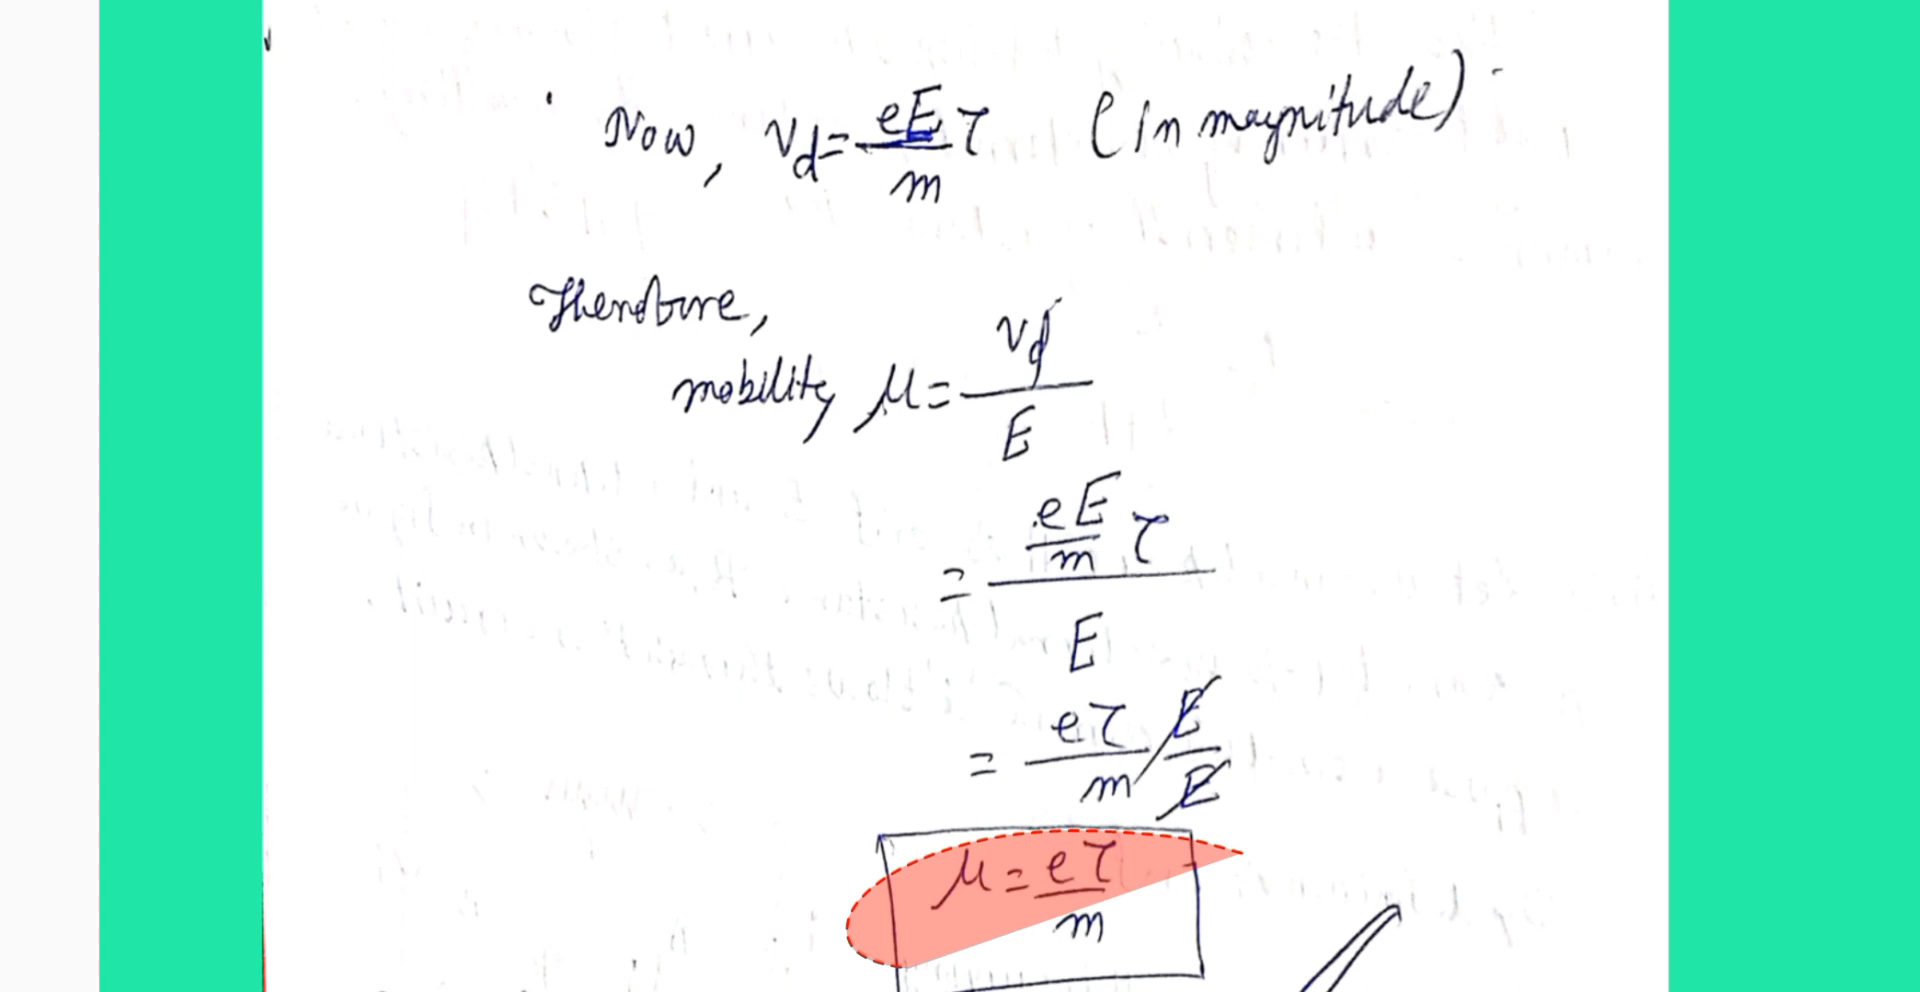 Now, vd = eE/m τ (in magnitude)
Therefore,
mobility μ = vd/E
= eE/m τ / E
= eτ/m E/E
μ = eτ/m